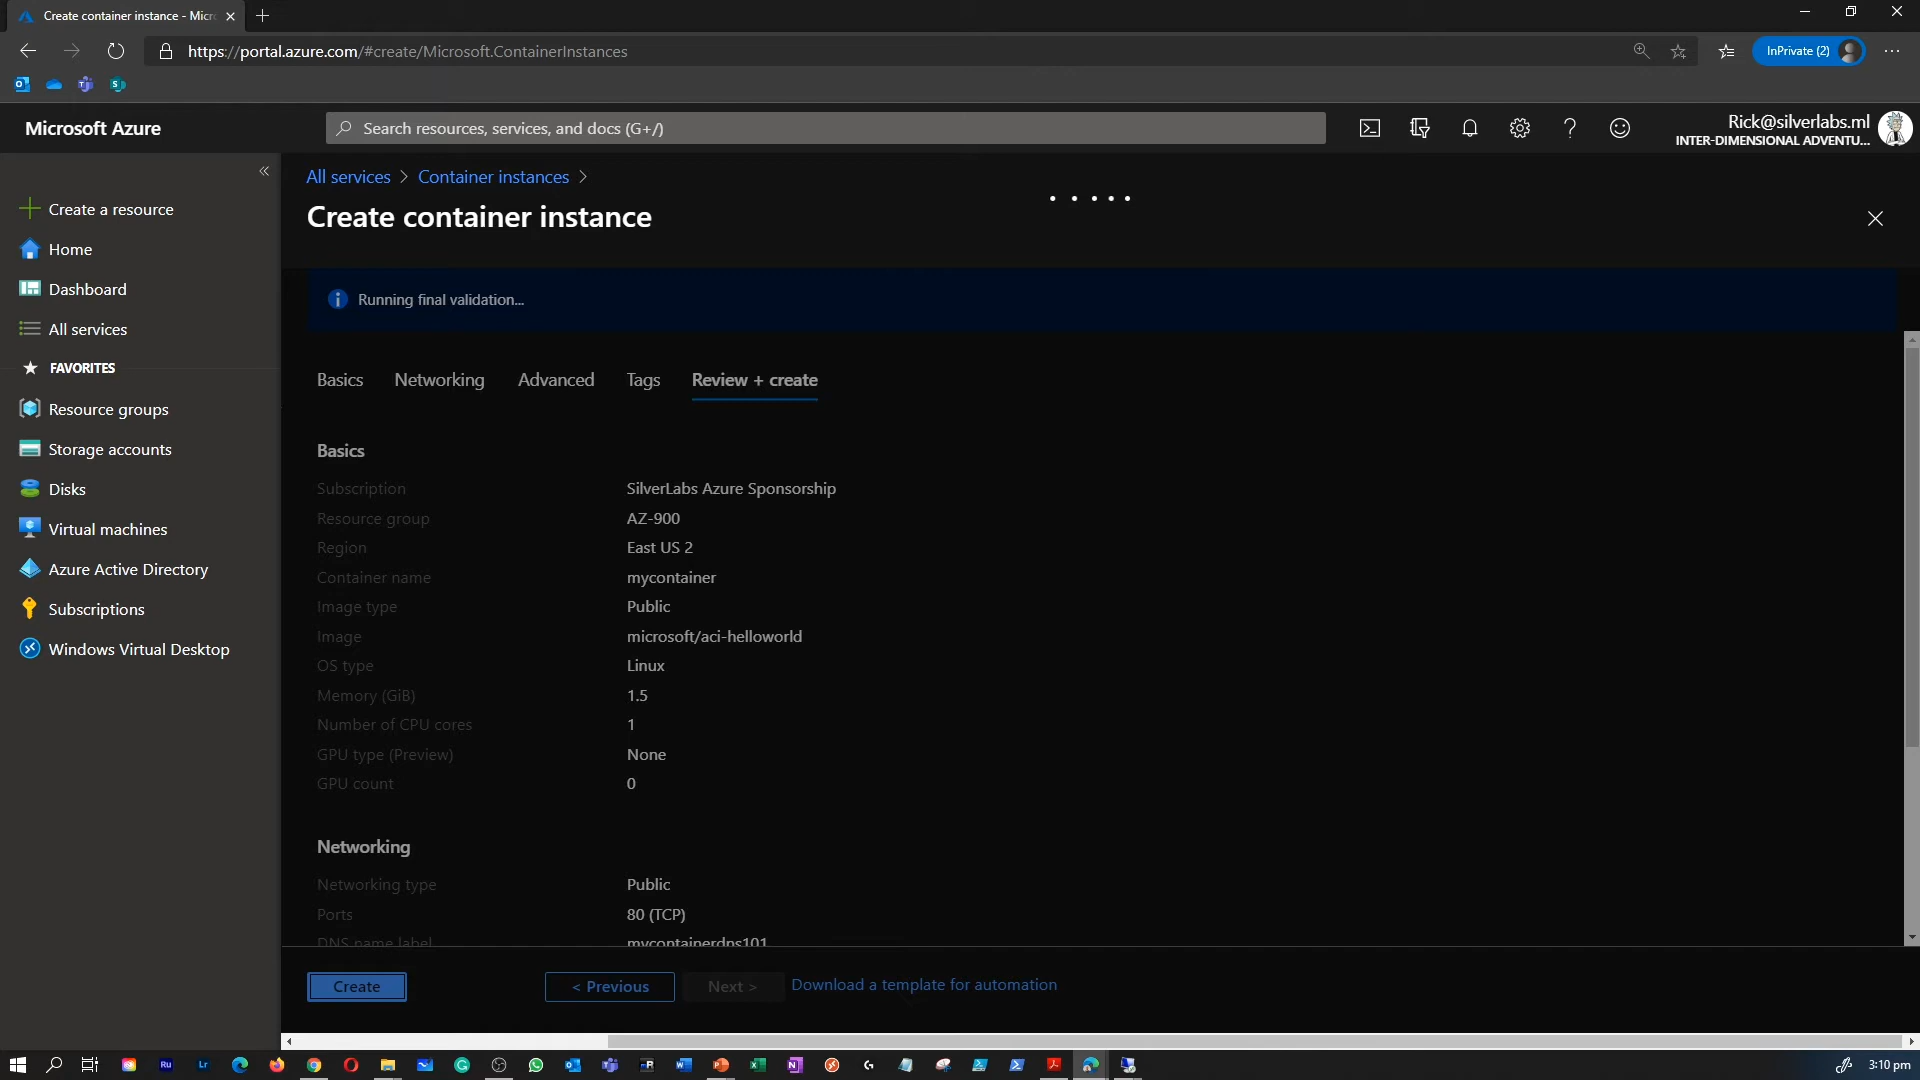 Create container instance - Micr
https://portal.azure.com/#create/Microsoft.ContainerInstances
InPrivate (2)
Microsoft Azure
Search resources, services, and docs (G+/)
Rick@silverlabs.ml
INTER-DIMENSIONAL ADVENTU...
All services > Container instances >
Create container instance
Create a resource
Home
Dashboard
All services
FAVORITES
Resource groups
Storage accounts
Disks
Virtual machines
Azure Active Directory
Subscriptions
Windows Virtual Desktop
Running final validation...
Basics Networking Advanced Tags Review + create
Basics
Subscription SilverLabs Azure Sponsorship
Resource group AZ-900
Region East US 2
Container name mycontainer
Image type Public
Image microsoft/aci-helloworld
OS type Linux
Memory (GiB) 1.5
Number of CPU cores 1
GPU type (Preview) None
GPU count 0
Networking
Networking type Public
Ports 80 (TCP)
DNS name label mycontainerdns101
Create < Previous Next > Download a template for automation
3:10 pm